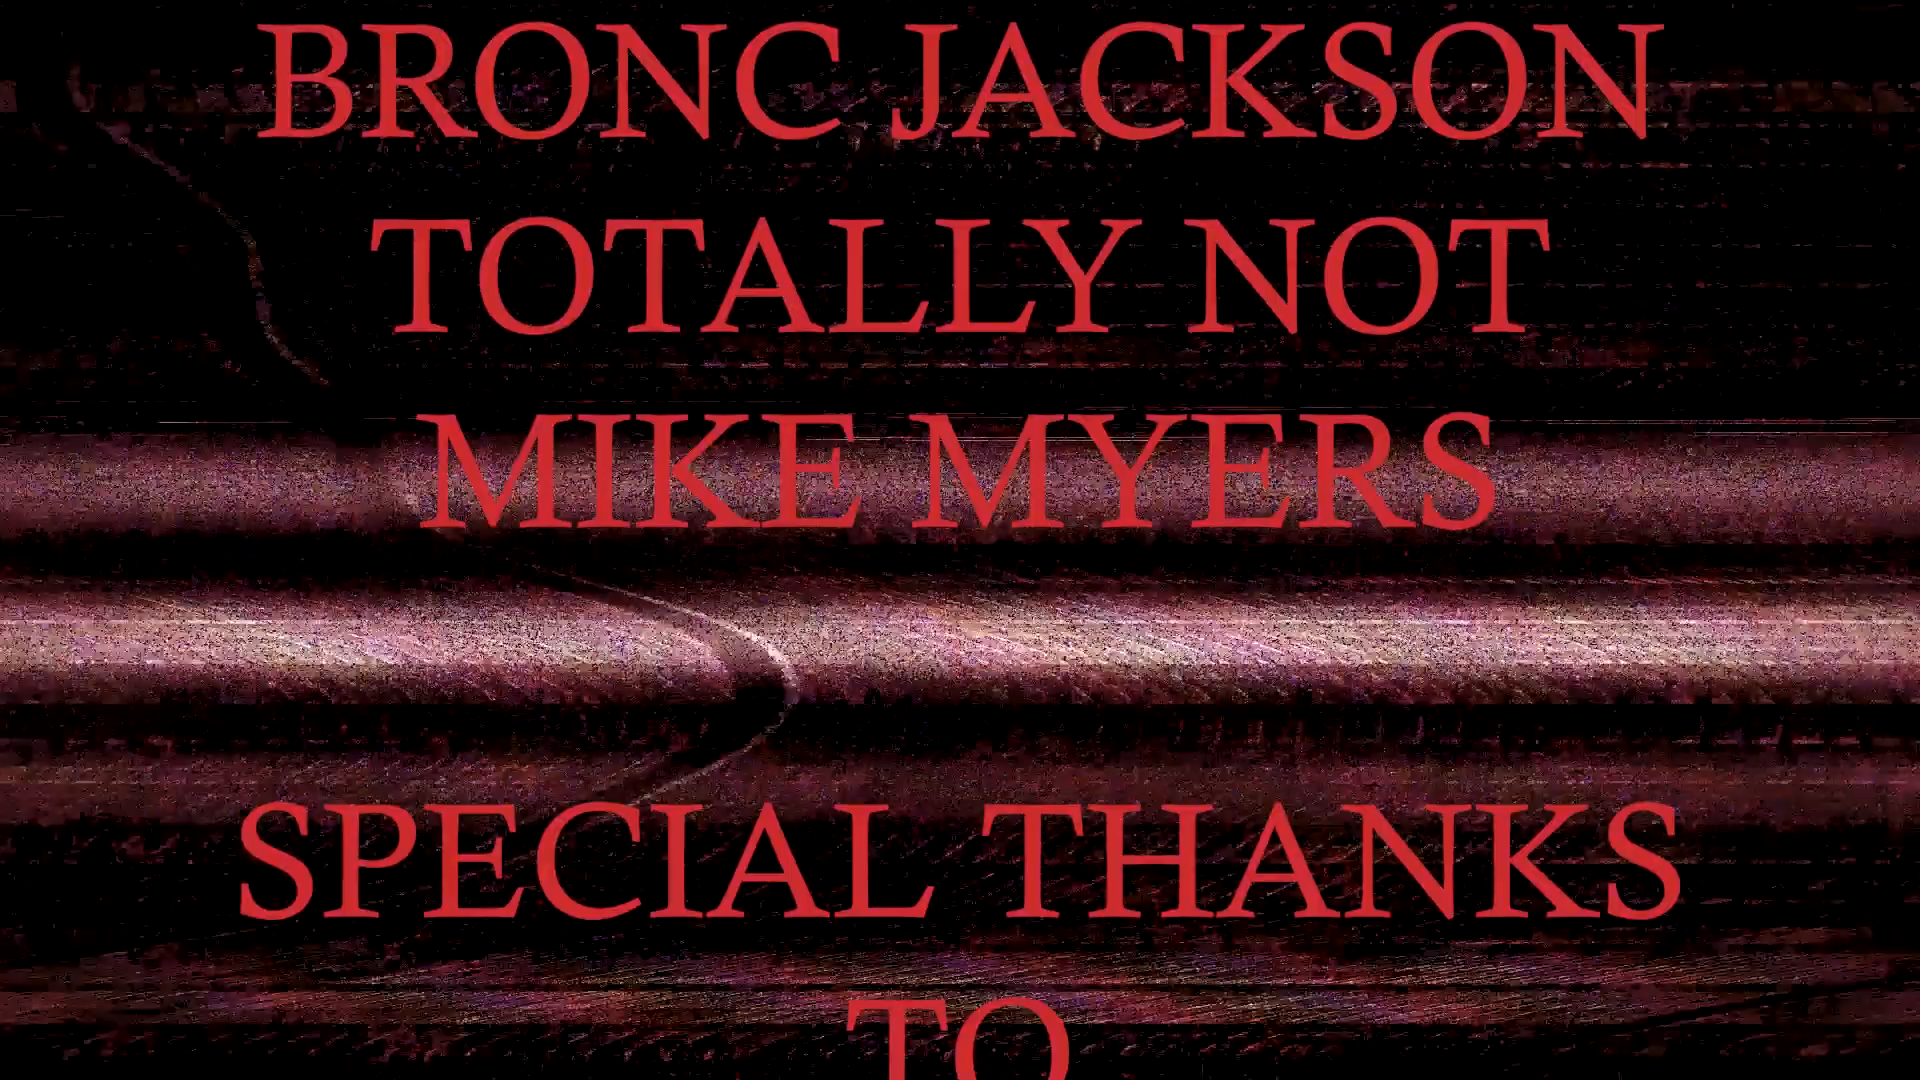 BRONC JACKSON
TOTALLY NOT
MIKE MYERS
SPECIAL THANKS
TO